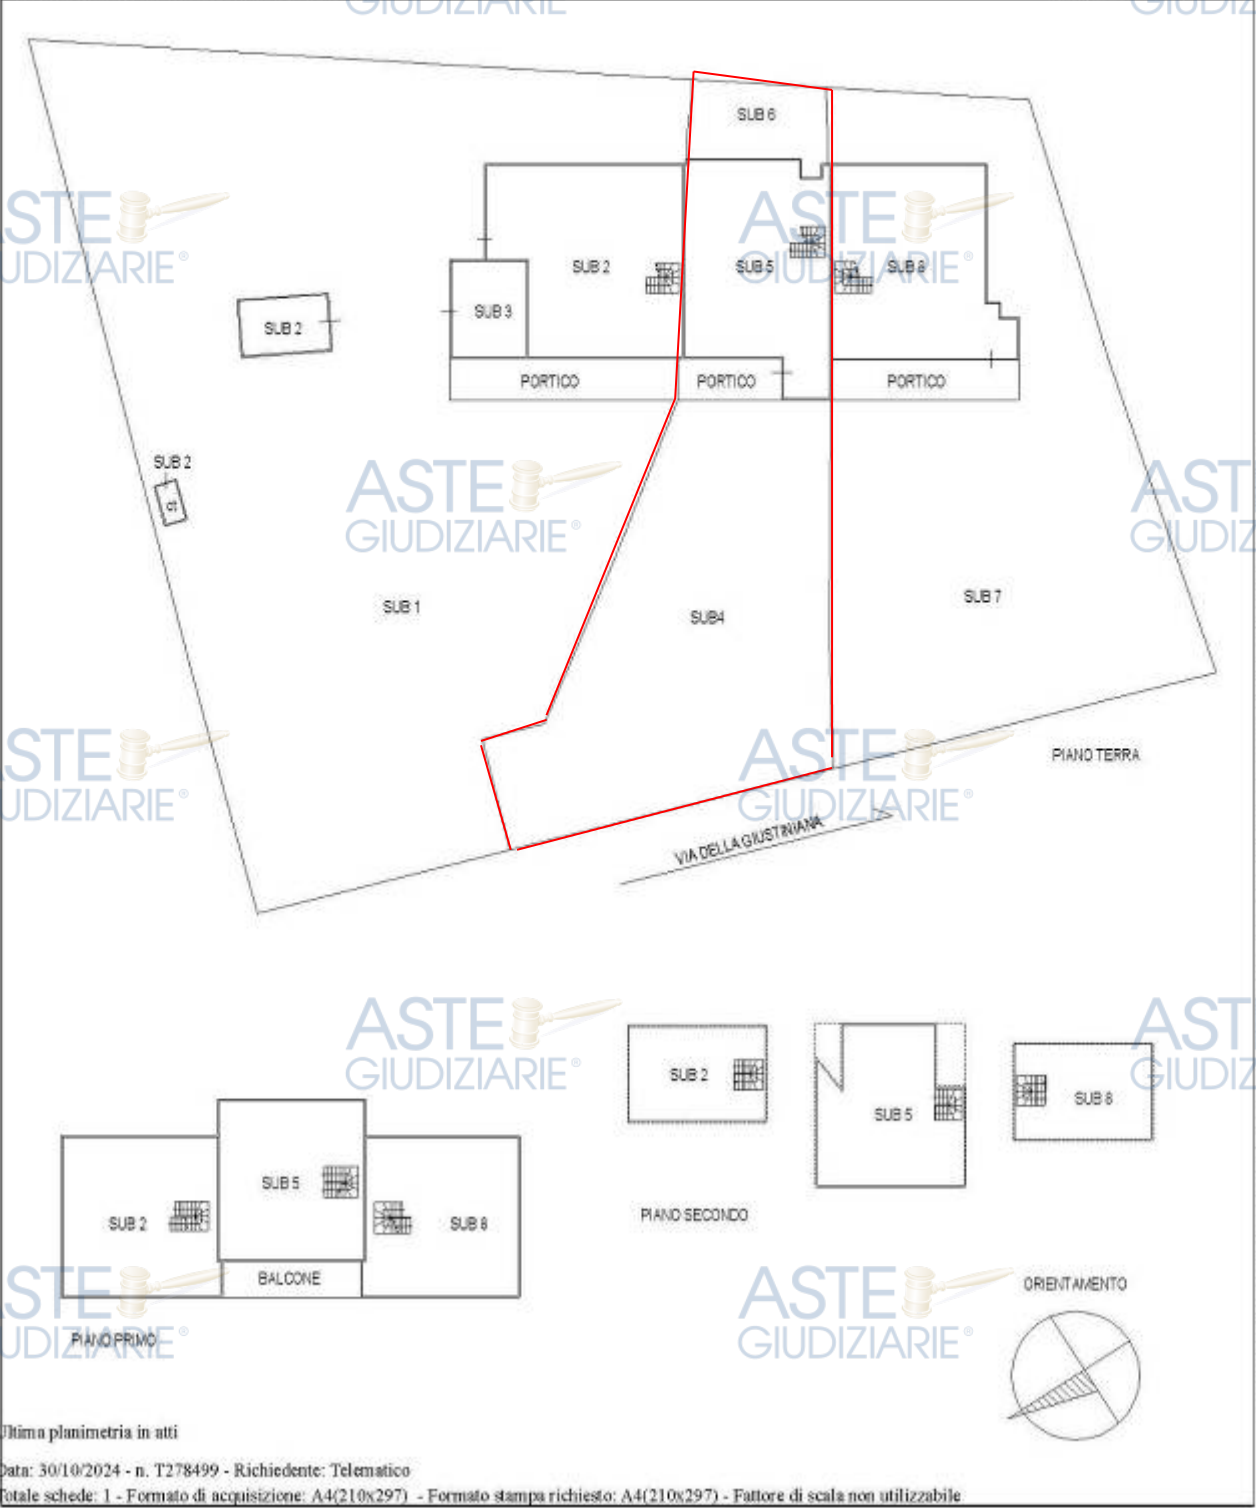 SUB 6
SUB 2
SUB 5
SUB 8
SUB 3
SUB 2
PORTICO
PORTICO
PORTICO
SUB 2
SUB 1
SUB4
SUB 7
PIANO TERRA
VIA DELLA GIUSTINIANA
SUB 2
SUB 5
SUB 8
PIANO SECONDO
SUB 5
SUB 2
SUB 8
BALCONE
PIANO PRIMO
ORIENTAMENTO
Ultima planimetria in atti
Data: 30/10/2024 - n. T278499 - Richiedente: Telematico
Totale schede: 1 - Formato di acquisizione: A4(210x297) - Formato stampa richiesto: A4(210x297) - Fattore di scala non utilizzabile
ASTE
GIUDIZIARIE®